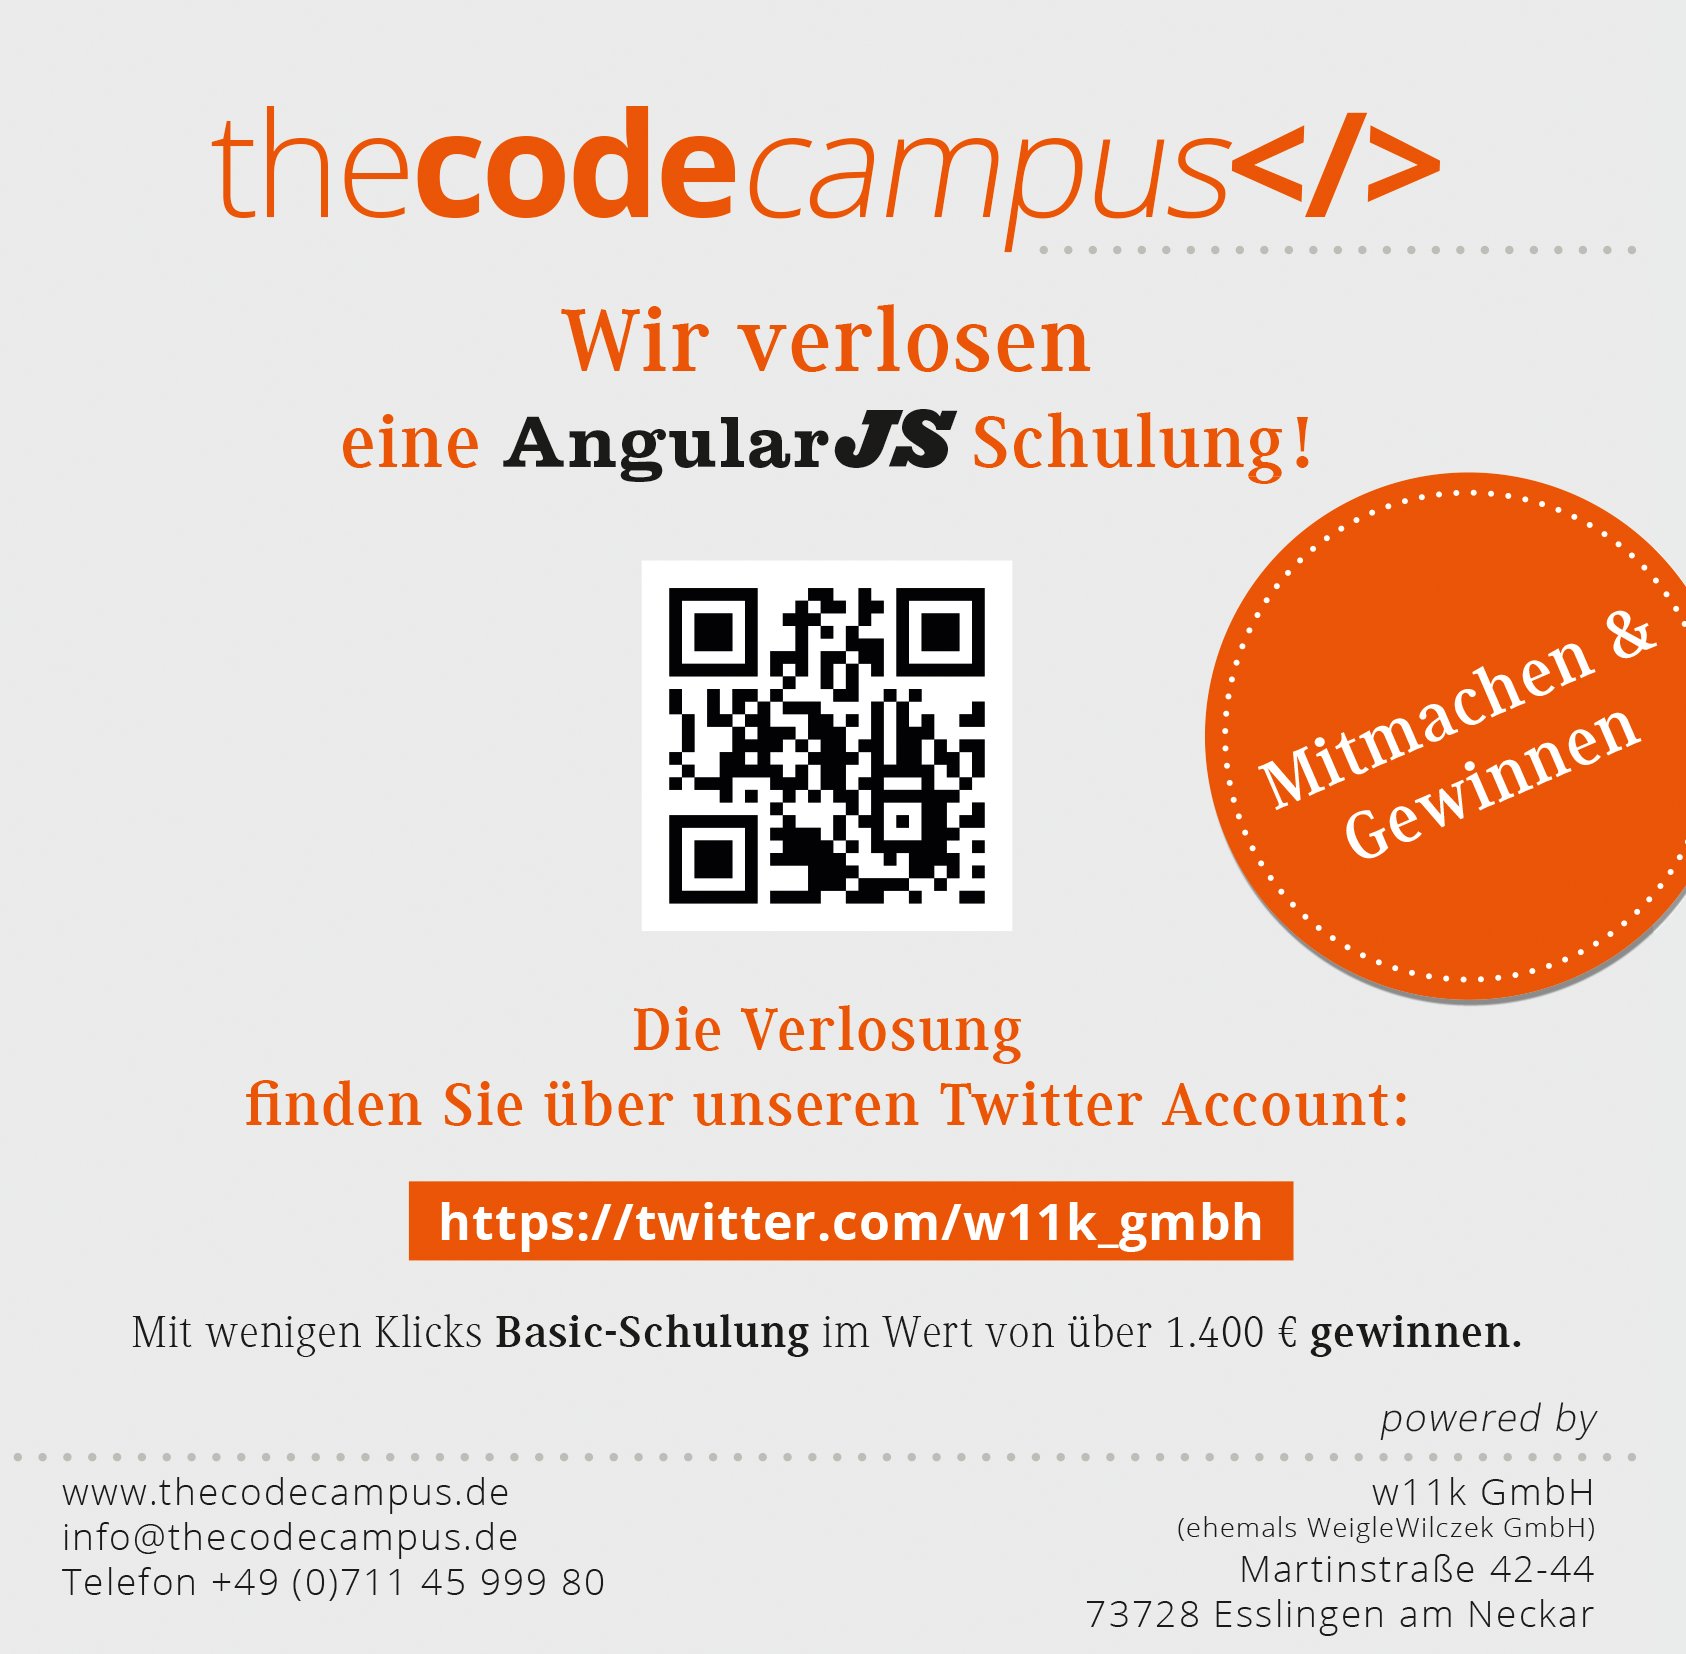 thecodecampus</>
Wir verlosen
eine AngularJS Schulung!
Mitmachen &
Gewinnen
Die Verlosung
finden Sie über unseren Twitter Account:
https://twitter.com/w11k_gmbh
Mit wenigen Klicks Basic-Schulung im Wert von über 1.400 € gewinnen.
powered by
www.thecodecampus.de
info@thecodecampus.de
Telefon +49 (0)711 45 999 80
w11k GmbH
(ehemals WeigleWilczek GmbH)
Martinstraße 42-44
73728 Esslingen am Neckar